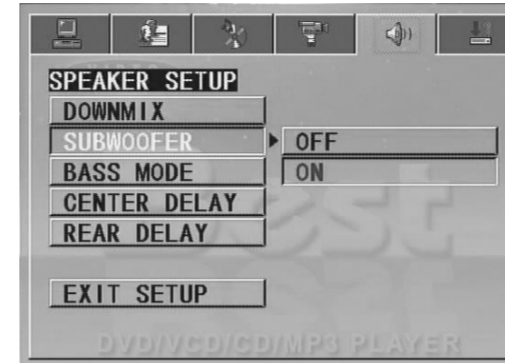 SPEAKER SETUP
DOWNMIX
SUBWOOFER
OFF
BASS MODE
ON
CENTER DELAY
REAR DELAY
EXIT SETUP
DVD/VCD/CD/MP3 PLAYER